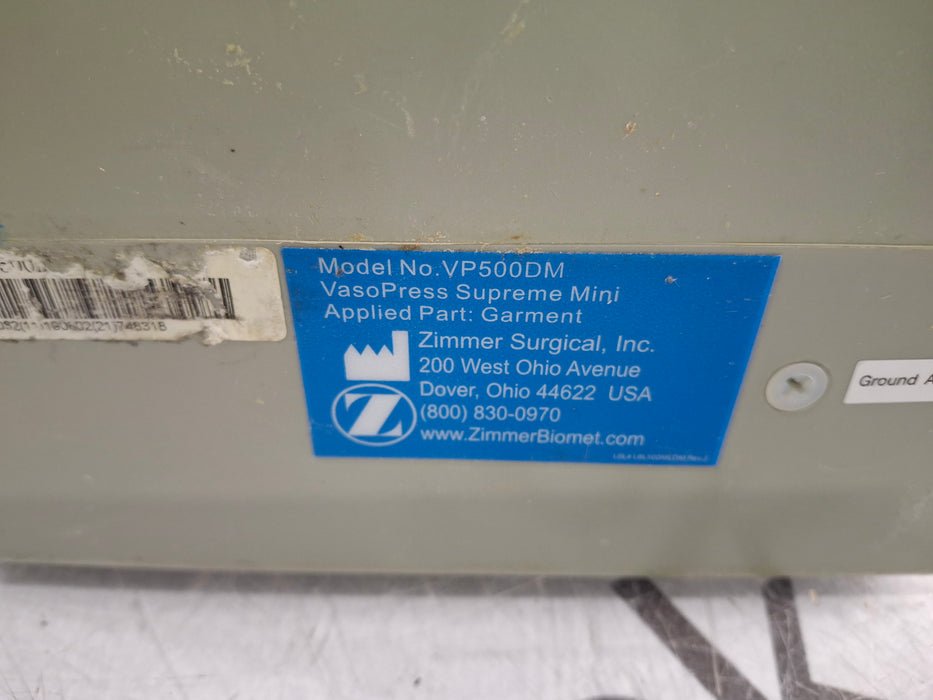 Model No. VP500DM
VasoPress Supreme Mini
Applied Part: Garment
Zimmer Surgical, Inc.
200 West Ohio Avenue
Dover, Ohio 44622 USA
(800) 830-0970
www.ZimmerBiomet.com
Z
Ground